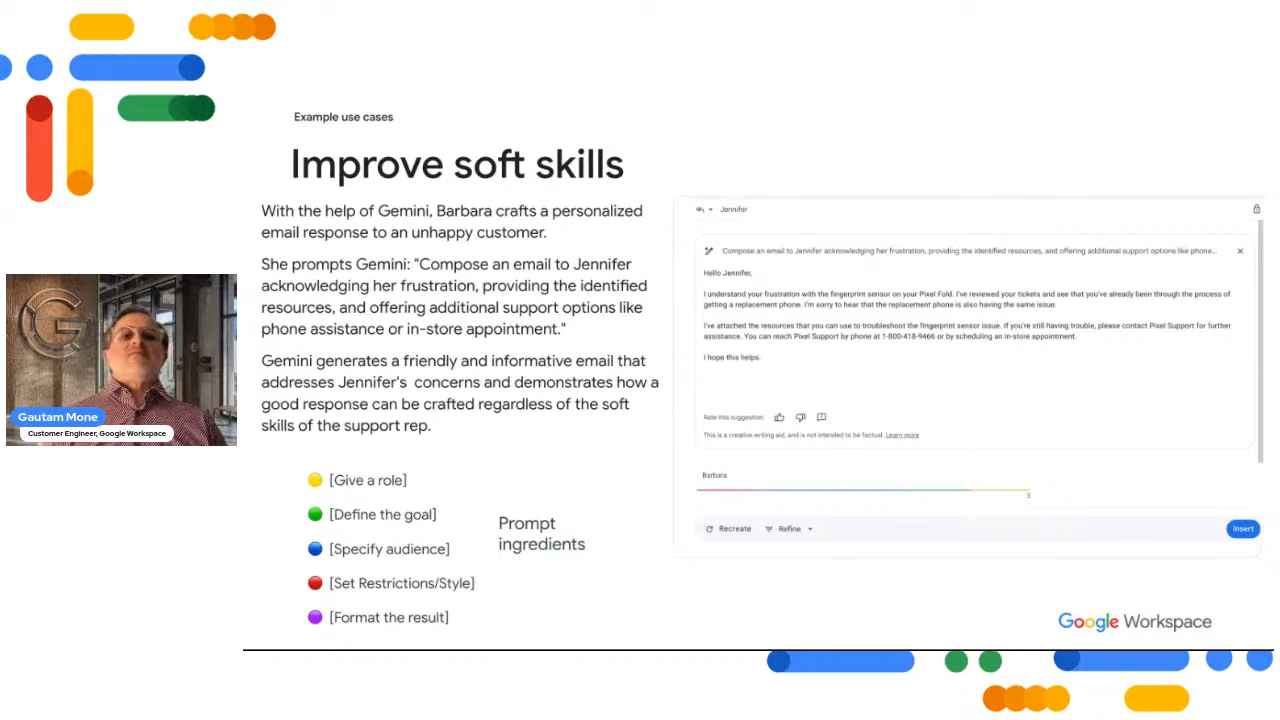 Example use cases
Improve soft skills
With the help of Gemini, Barbara crafts a personalized
email response to an unhappy customer.
She prompts Gemini: "Compose an email to Jennifer
acknowledging her frustration, providing the identified
resources, and offering additional support options like
phone assistance or in-store appointment."
Gemini generates a friendly and informative email that
addresses Jennifer's concerns and demonstrates how a
good response can be crafted regardless of the soft
skills of the support rep.
[Give a role]
[Define the goal]
[Specify audience]
[Set Restrictions/Style]
[Format the result]
Prompt
ingredients
Gautam Mone
Customer Engineer, Google Workspace
Jennifer
Compose an email to Jennifer acknowledging her frustration, providing the identified resources, and offering additional support options like phone...
Hello Jennifer,
I understand your frustration with the fingerprint sensor on your Pixel Fold. I've reviewed your tickets and see that you've already been through the process of
getting a replacement phone. I'm sorry to hear that the replacement phone is also having the same issue.
I've attached the resources that you can use to troubleshoot the fingerprint sensor issue. If you're still having trouble, please contact Pixel Support for further
assistance. You can reach Pixel Support by phone at 1-800-418-9466 or by scheduling an in-store appointment.
I hope this helps.
Rate this suggestion:
This is a creative writing aid, and is not intended to be factual. Learn more
Barbara
3
Recreate
Refine
Insert
Google Workspace